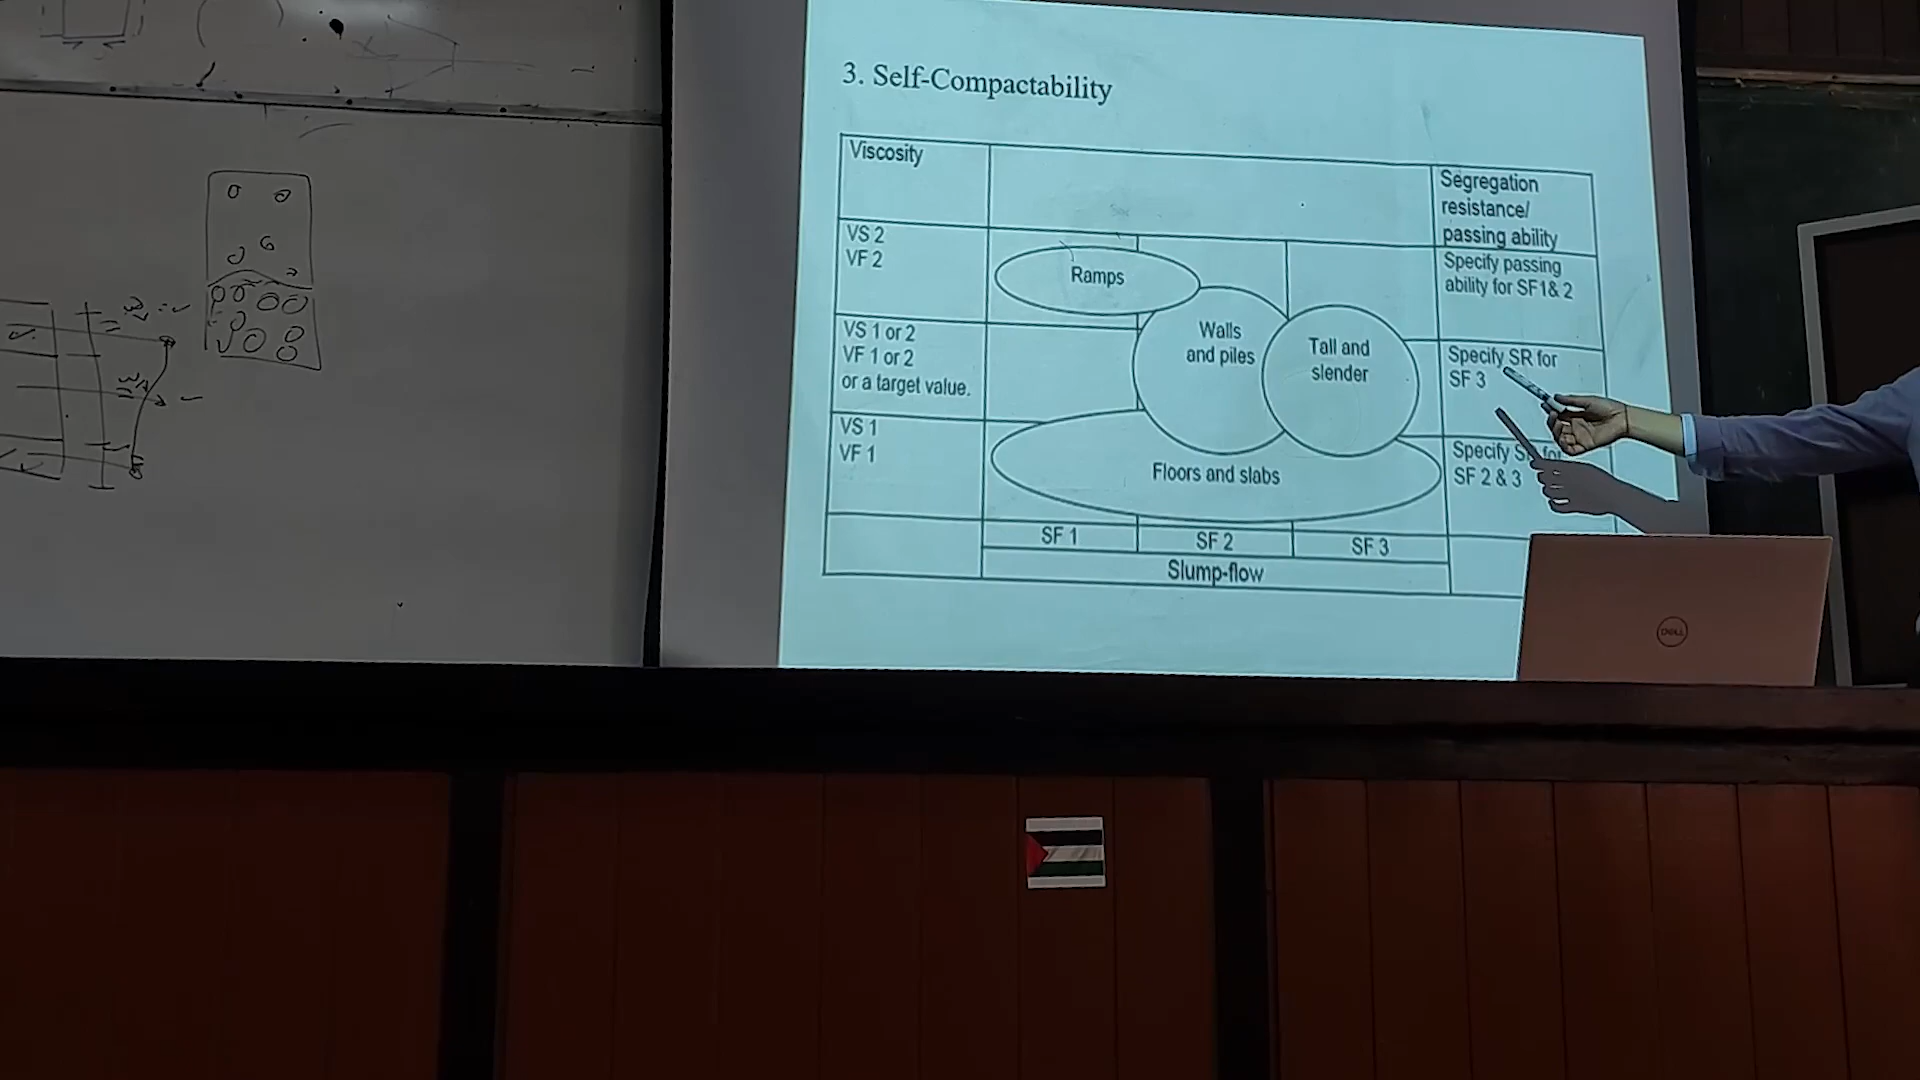 3. Self-Compactability
Viscosity
Segregation
resistance/
passing ability
VS 2
VF 2
Ramps
Specify passing
ability for SF1& 2
VS 1 or 2
VF 1 or 2
or a target value.
Walls
and piles
Tall and
slender
Specify SR for
SF 3
VS 1
VF 1
Floors and slabs
Specify
for
SF 2 & 3
SF 1
SF 2
SF 3
Slump-flow
DELL